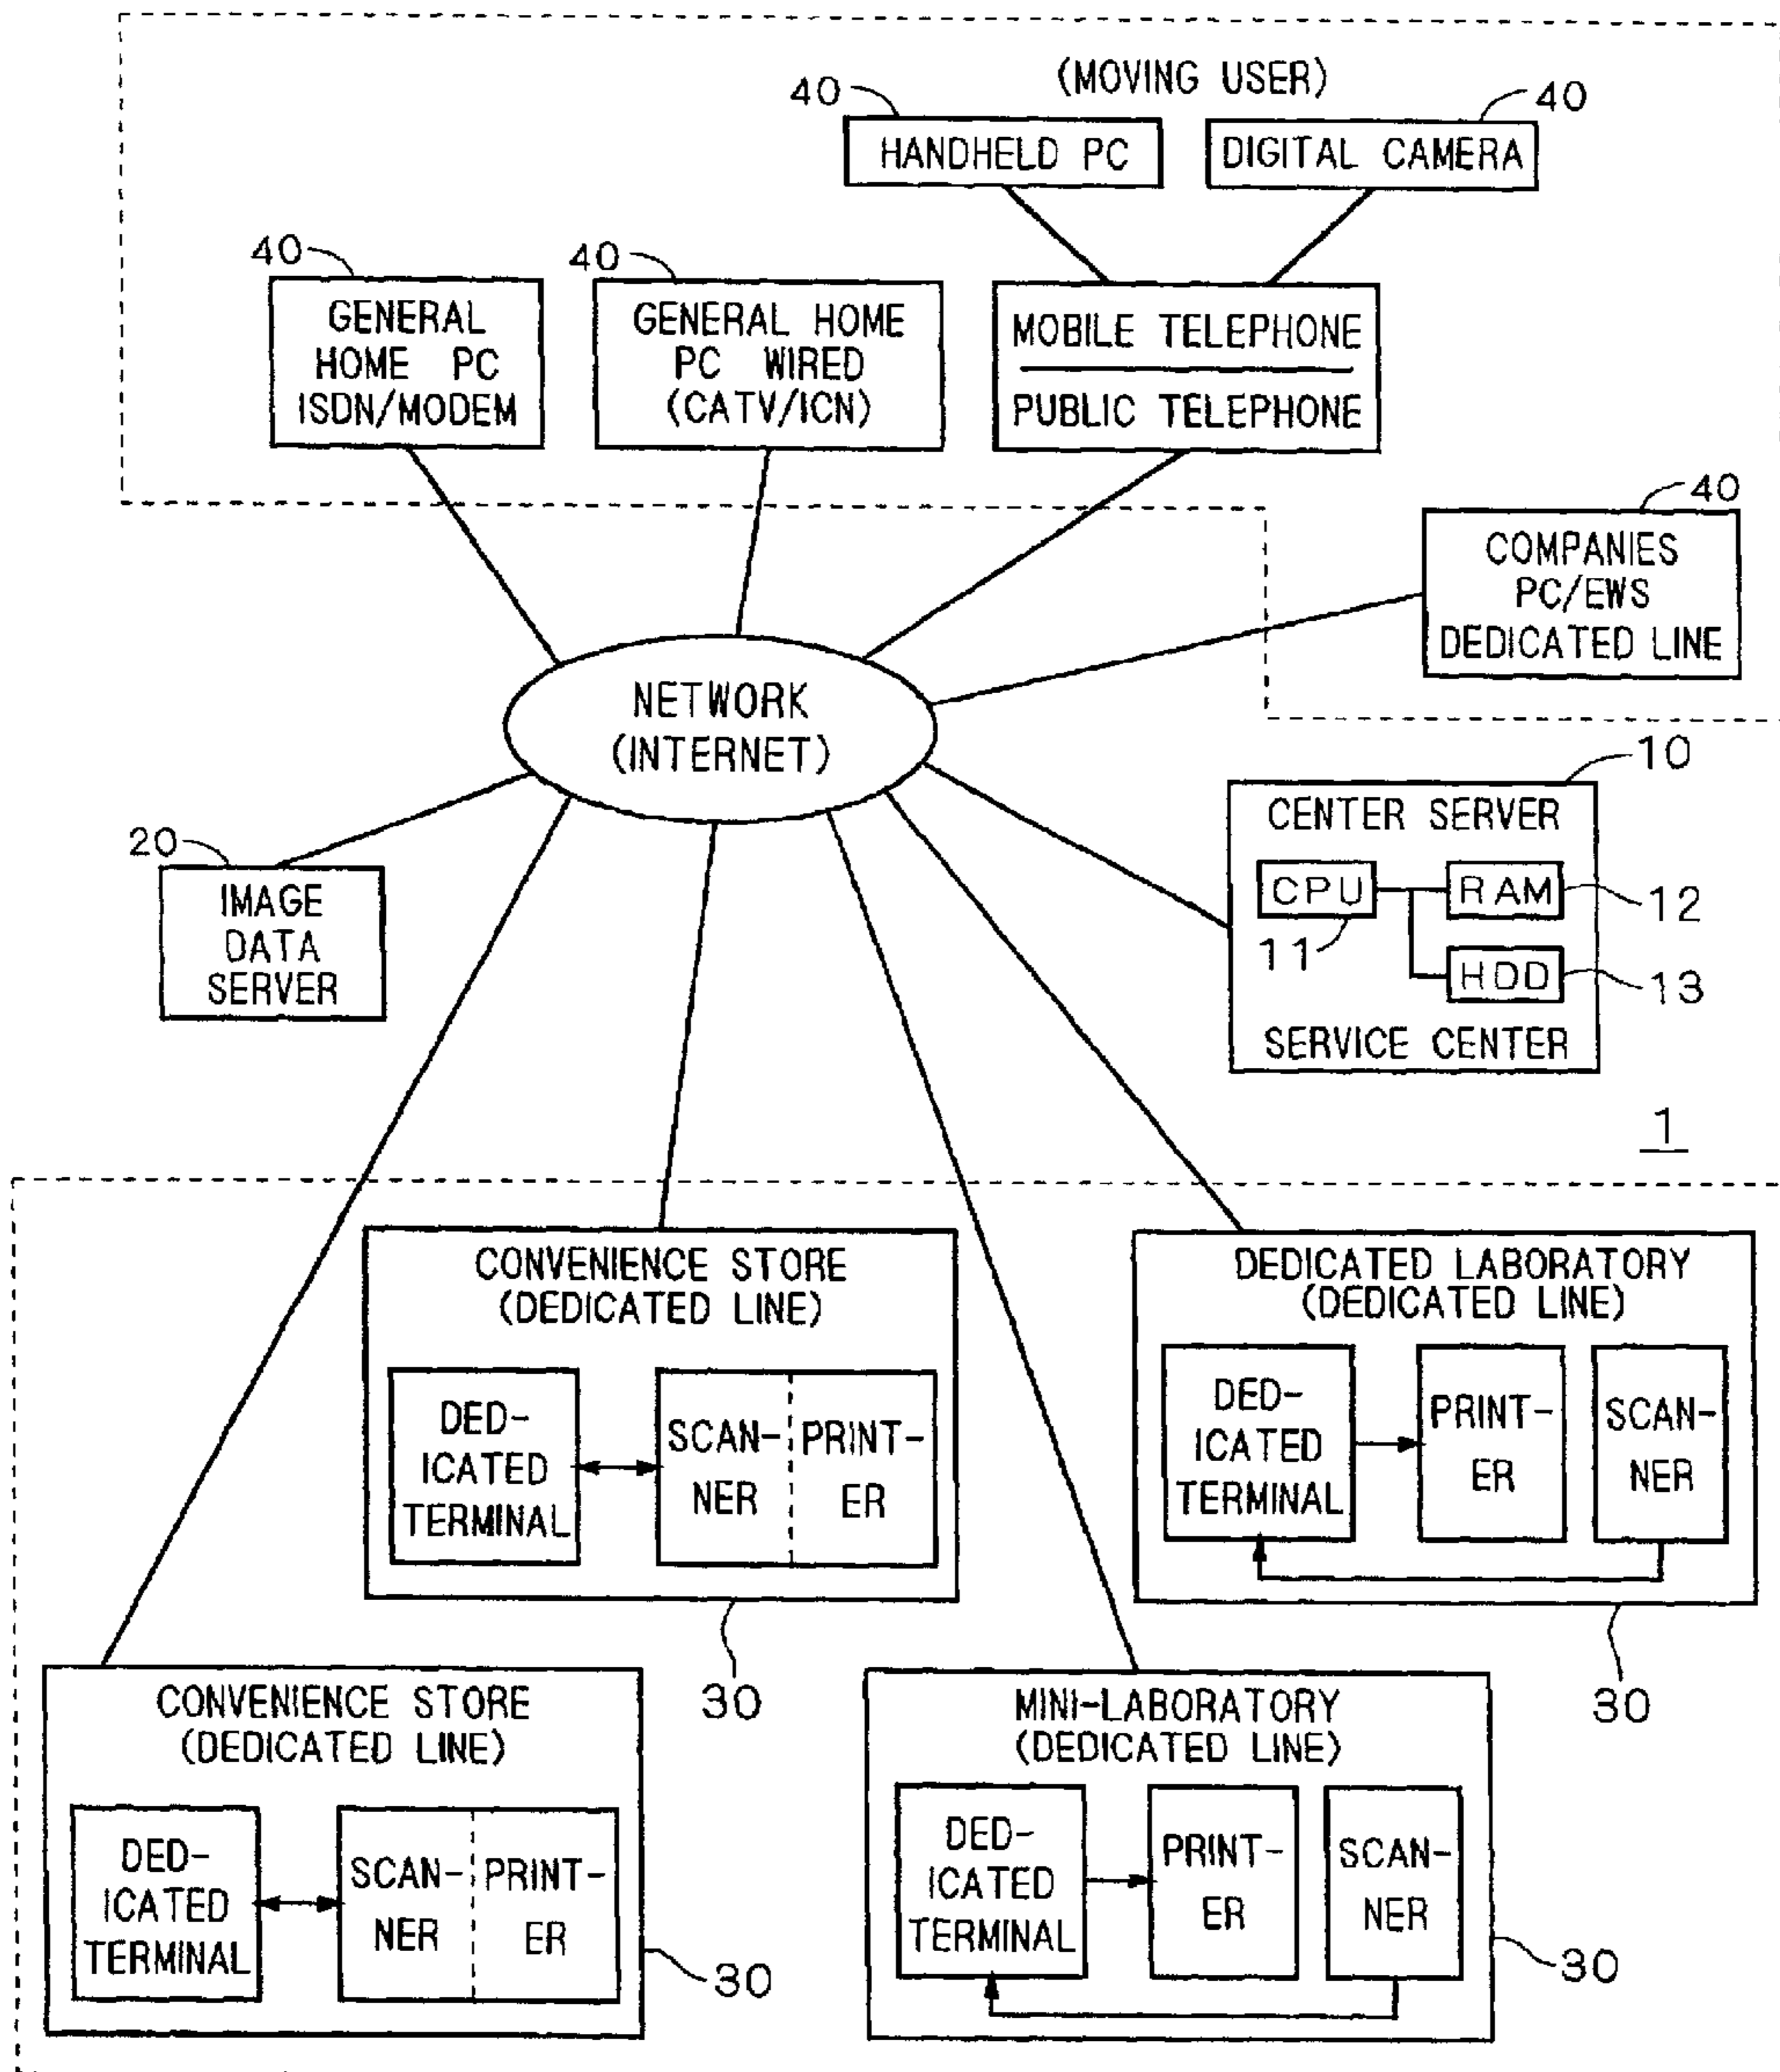 (MOVING USER)
40
40
HANDHELD PC
DIGITAL CAMERA
40
40
GENERAL
HOME PC
ISDN/MODEM
GENERAL HOME
PC WIRED
(CATV/ICN)
MOBILE TELEPHONE
PUBLIC TELEPHONE
40
COMPANIES
PC/EWS
DEDICATED LINE
NETWORK
(INTERNET)
10
CENTER SERVER
CPU
RAM
12
11
HDD
13
SERVICE CENTER
20
IMAGE
DATA
SERVER
1
CONVENIENCE STORE
(DEDICATED LINE)
DED-
ICATED
TERMINAL
SCAN-
NER
PRINT-
ER
30
DEDICATED LABORATORY
(DEDICATED LINE)
DED-
ICATED
TERMINAL
PRINT-
ER
SCAN-
NER
30
CONVENIENCE STORE
(DEDICATED LINE)
DED-
ICATED
TERMINAL
SCAN-
NER
PRINT-
ER
30
MINI-LABORATORY
(DEDICATED LINE)
DED-
ICATED
TERMINAL
PRINT-
ER
SCAN-
NER
30